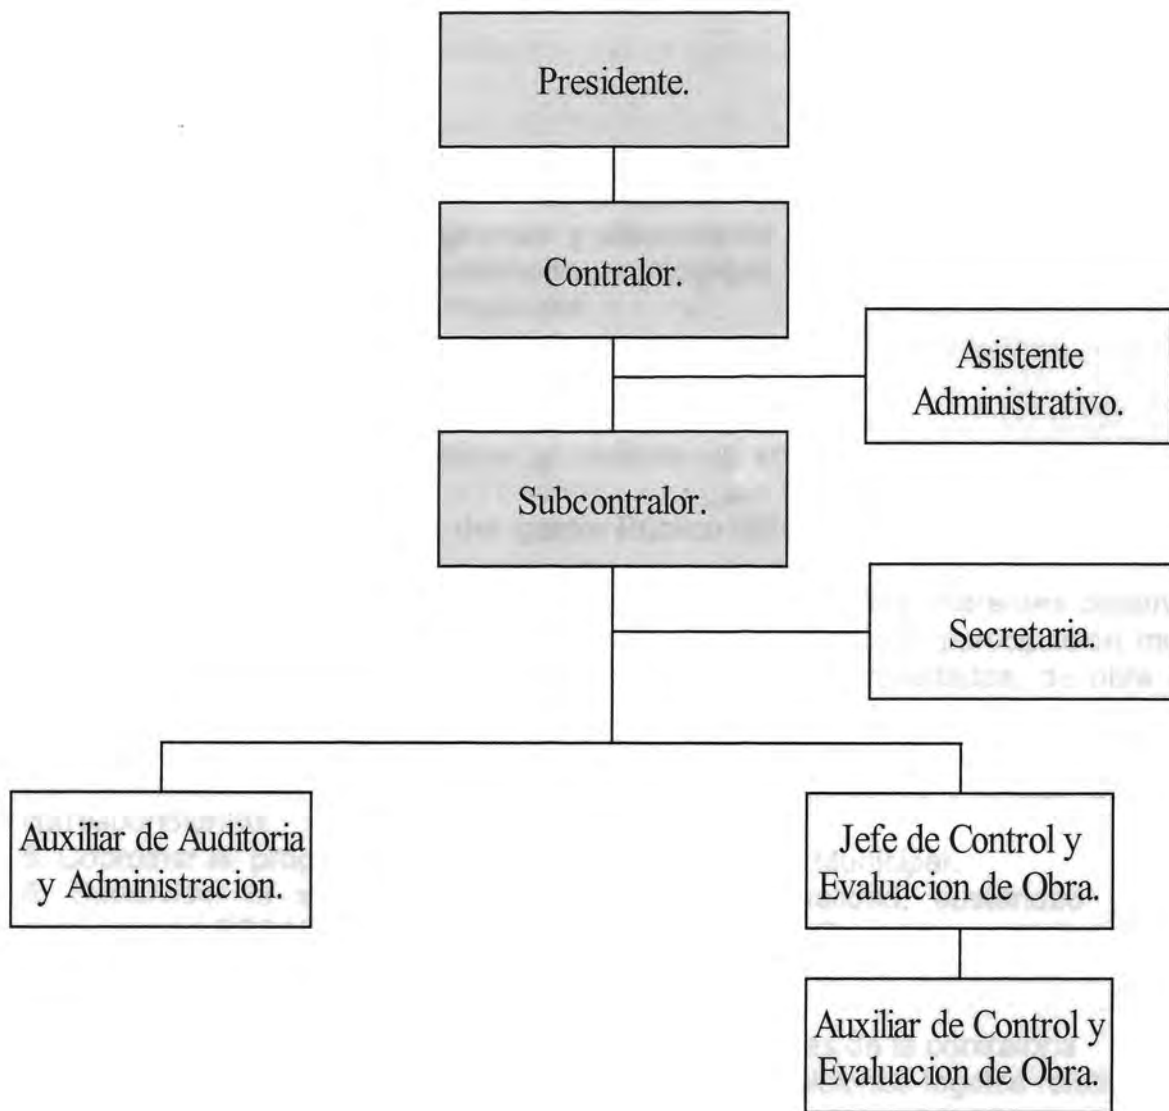 Presidente.
Contralor.
Asistente
Administrativo.
Subcontralor.
Secretaria.
Auxiliar de Auditoria
y Administracion.
Jefe de Control y
Evaluacion de Obra.
Auxiliar de Control y
Evaluacion de Obra.